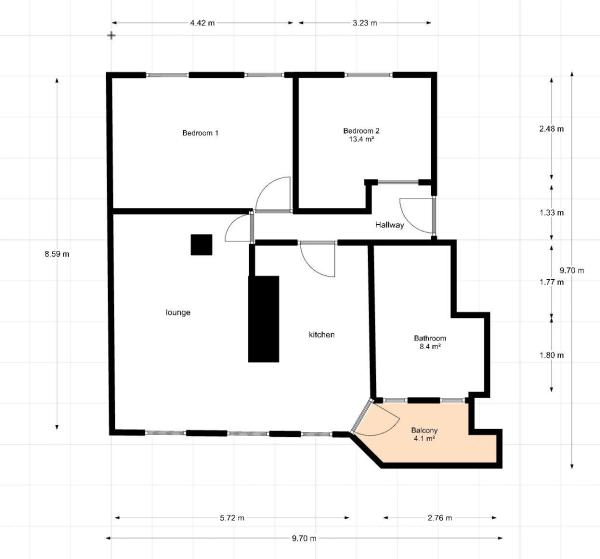 4.42 m
3.23 m
Bedroom 1
Bedroom 2
13.4 m²
2.48 m
1.33 m
Hallway
8.59 m
9.70 m
1.77 m
lounge
kitchen
Bathroom
8.4 m²
1.80 m
Balcony
4.1 m²
5.72 m
2.76 m
9.70 m